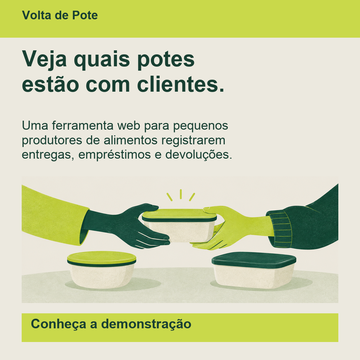 Volta de Pote
Veja quais potes
estão com clientes.
Uma ferramenta web para pequenos
produtores de alimentos registrarem
entregas, empréstimos e devoluções.
Conheça a demonstração